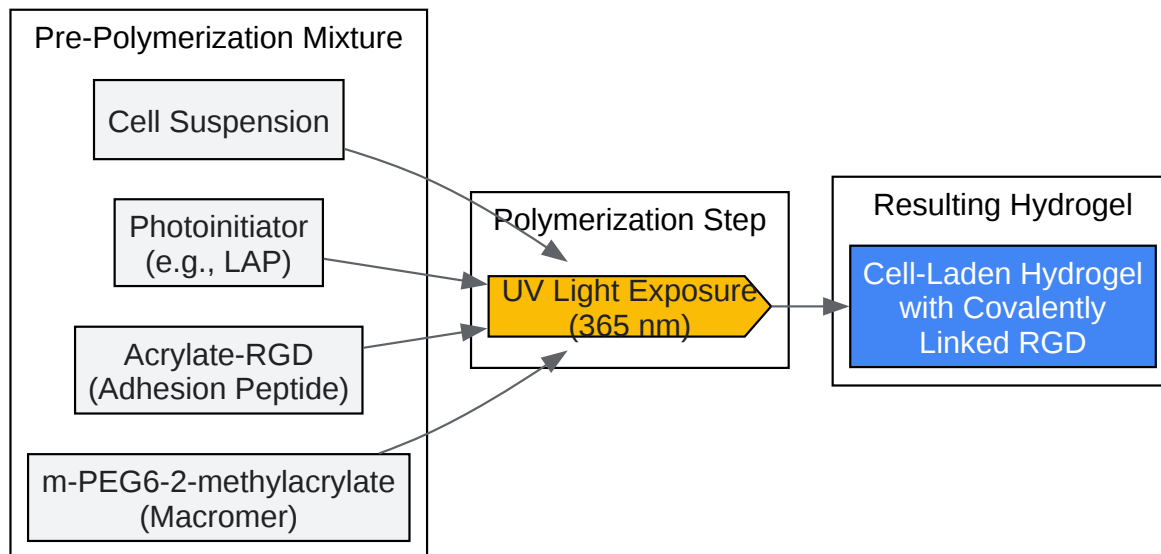 Pre-Polymerization Mixture
Cell Suspension
Photoinitiator
(e.g., LAP)
Acrylate-RGD
(Adhesion Peptide)
m-PEG6-2-methylacrylate
(Macromer)
Polymerization Step
UV Light Exposure
(365 nm)
Resulting Hydrogel
Cell-Laden Hydrogel
with Covalently
Linked RGD